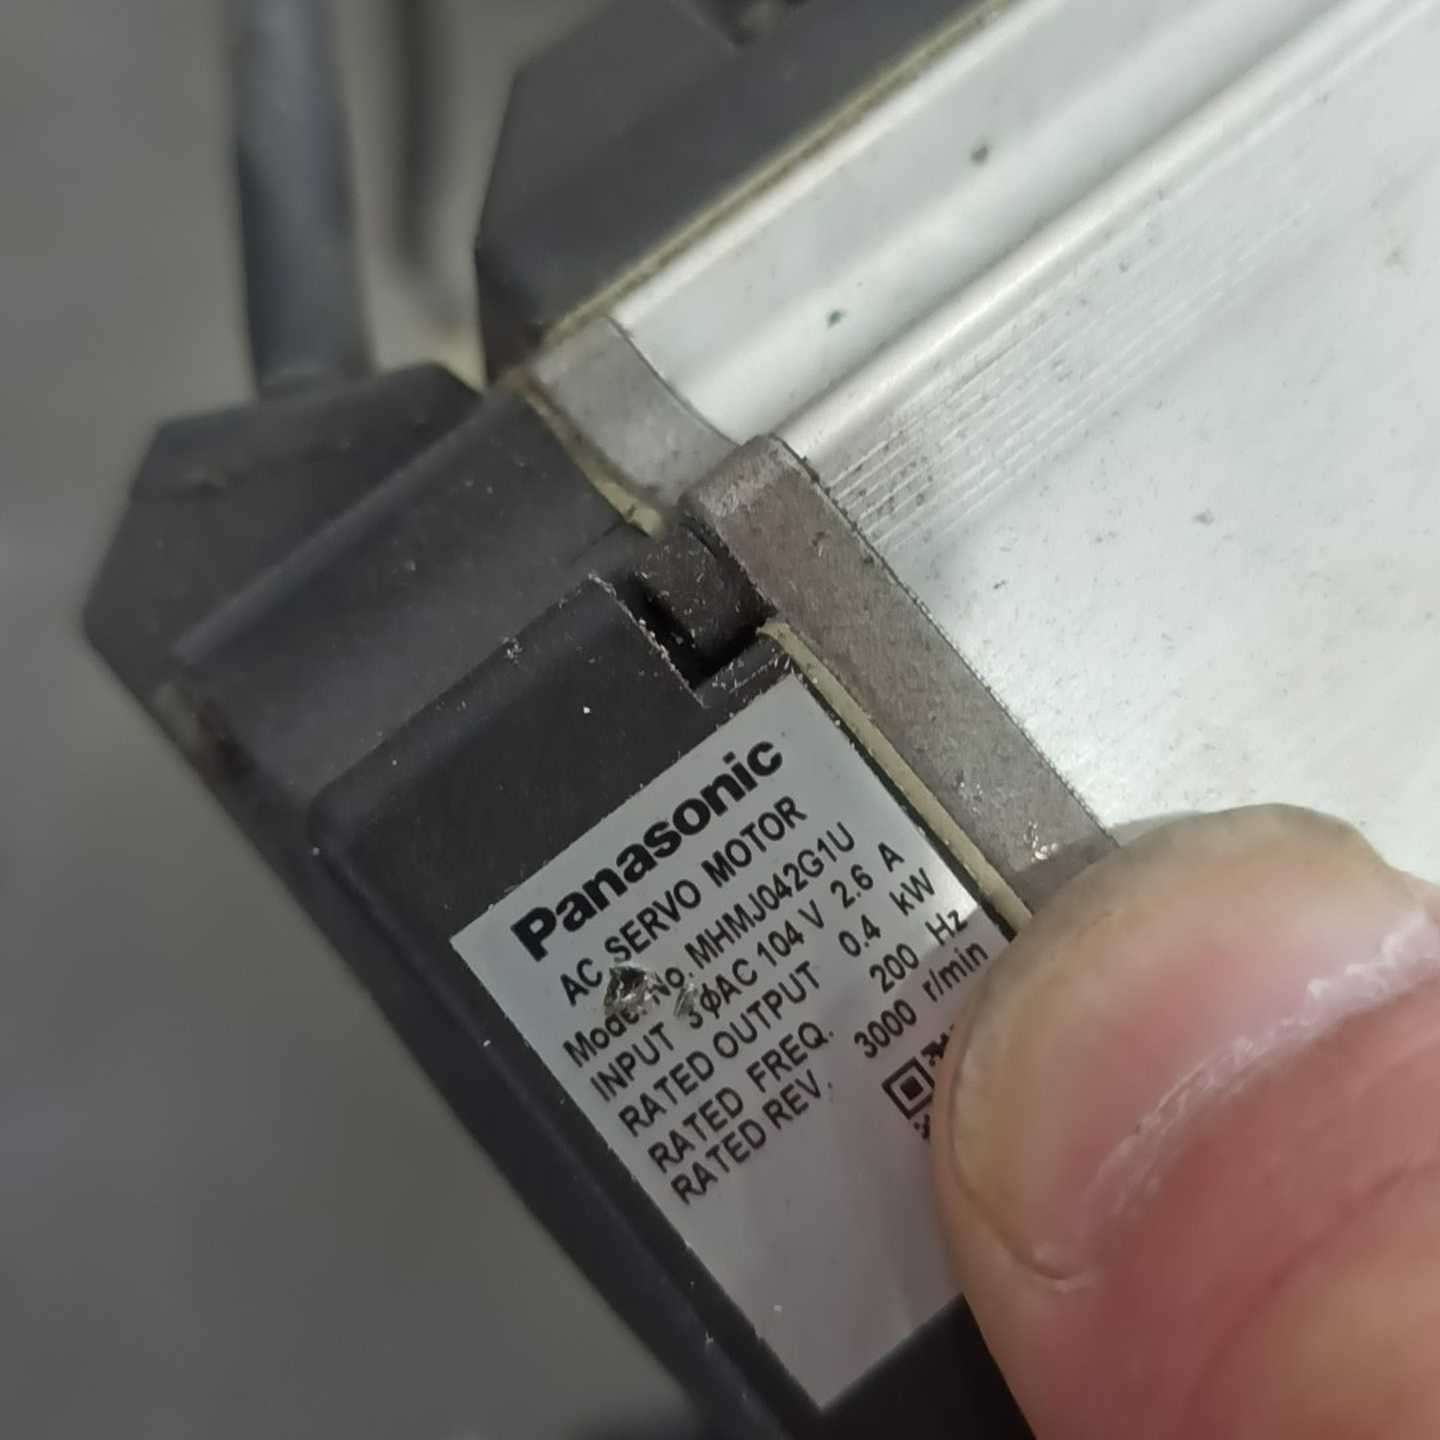 Panasonic
AC SERVO MOTOR
Model No. MHMJ042G1U
INPUT 3φAC 104 V 2.6 A
RATED OUTPUT 0.4 kW
RATED FREQ. 200 Hz
RATED REV. 3000 r/min